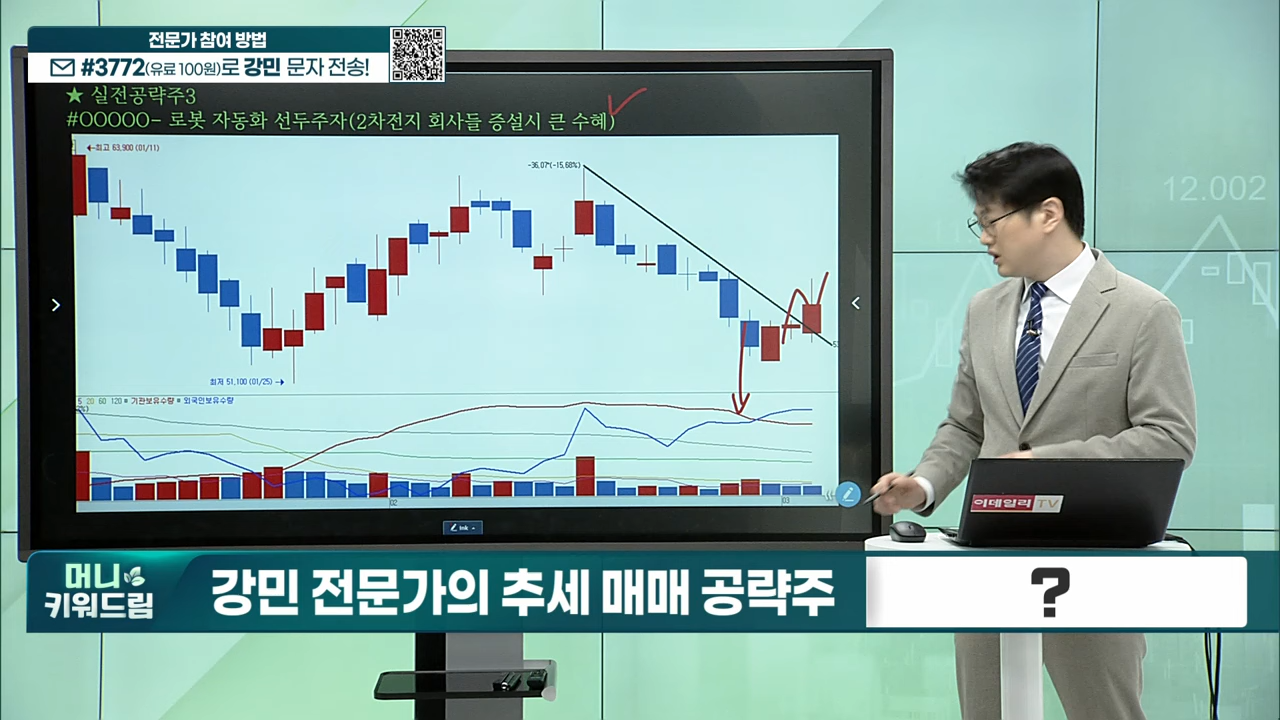 전문가 참여 방법
#3772(유료 100원)로 강민 문자 전송!
★ 실전공략주3
#OOOOO- 로봇 자동화 선두주자(2차전지 회사들 증설시 큰 수혜)
최고 63,900 (01/11)
-36.07*(-15.68%)
12.002
최저 51,100 (01/25)
5 20 60 120 기관보유수량 외국인보유수량
02
03
Ink
이데일리TV
머니
키워드림
강민 전문가의 추세 매매 공략주
?